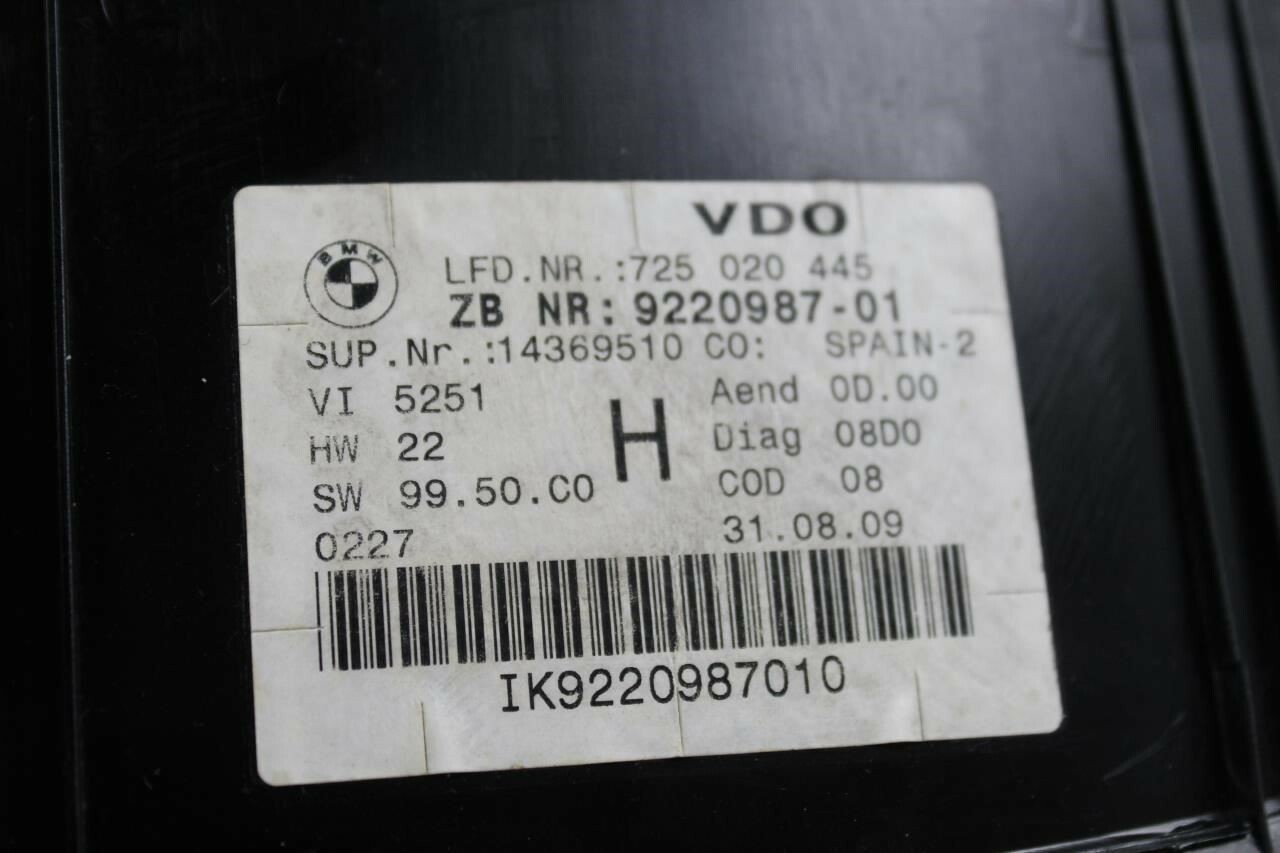 VDO
BMW
LFD.NR.:725 020 445
ZB NR: 9220987-01
SUP.Nr.:14369510 CO: SPAIN-2
VI 5251 Aend 0D.00
H
HW 22 Diag 08D0
SW 99.50.C0 COD 08
0227 31.08.09
IK9220987010